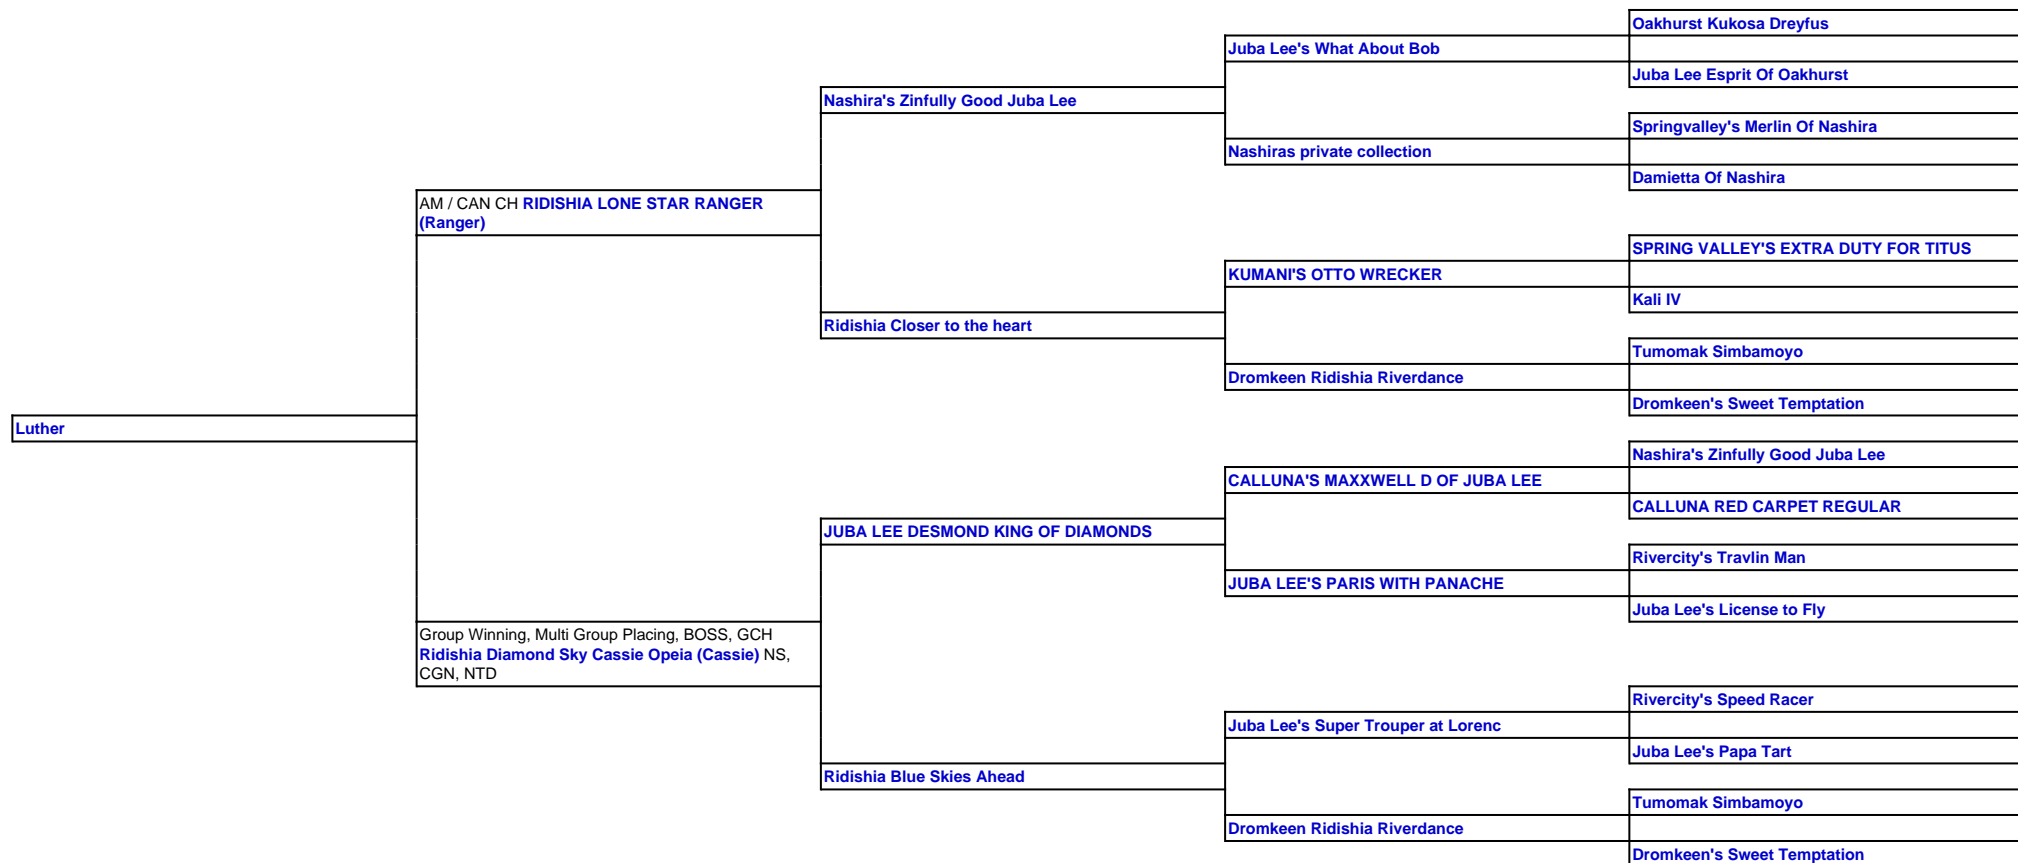 Oakhurst Kukosa Dreyfus
Juba Lee's What About Bob
Juba Lee Esprit Of Oakhurst
Nashira's Zinfully Good Juba Lee
Springvalley's Merlin Of Nashira
Nashiras private collection
Damietta Of Nashira
AM / CAN CH RIDISHIA LONE STAR RANGER
(Ranger)
SPRING VALLEY'S EXTRA DUTY FOR TITUS
KUMANI'S OTTO WRECKER
Kali IV
Ridishia Closer to the heart
Tumomak Simbamoyo
Dromkeen Ridishia Riverdance
Dromkeen's Sweet Temptation
Luther
Nashira's Zinfully Good Juba Lee
CALLUNA'S MAXXWELL D OF JUBA LEE
CALLUNA RED CARPET REGULAR
JUBA LEE DESMOND KING OF DIAMONDS
Rivercity's Travlin Man
JUBA LEE'S PARIS WITH PANACHE
Juba Lee's License to Fly
Group Winning, Multi Group Placing, BOSS, GCH
Ridishia Diamond Sky Cassie Opeia (Cassie) NS,
CGN, NTD
Rivercity's Speed Racer
Juba Lee's Super Trouper at Lorenc
Juba Lee's Papa Tart
Ridishia Blue Skies Ahead
Tumomak Simbamoyo
Dromkeen Ridishia Riverdance
Dromkeen's Sweet Temptation